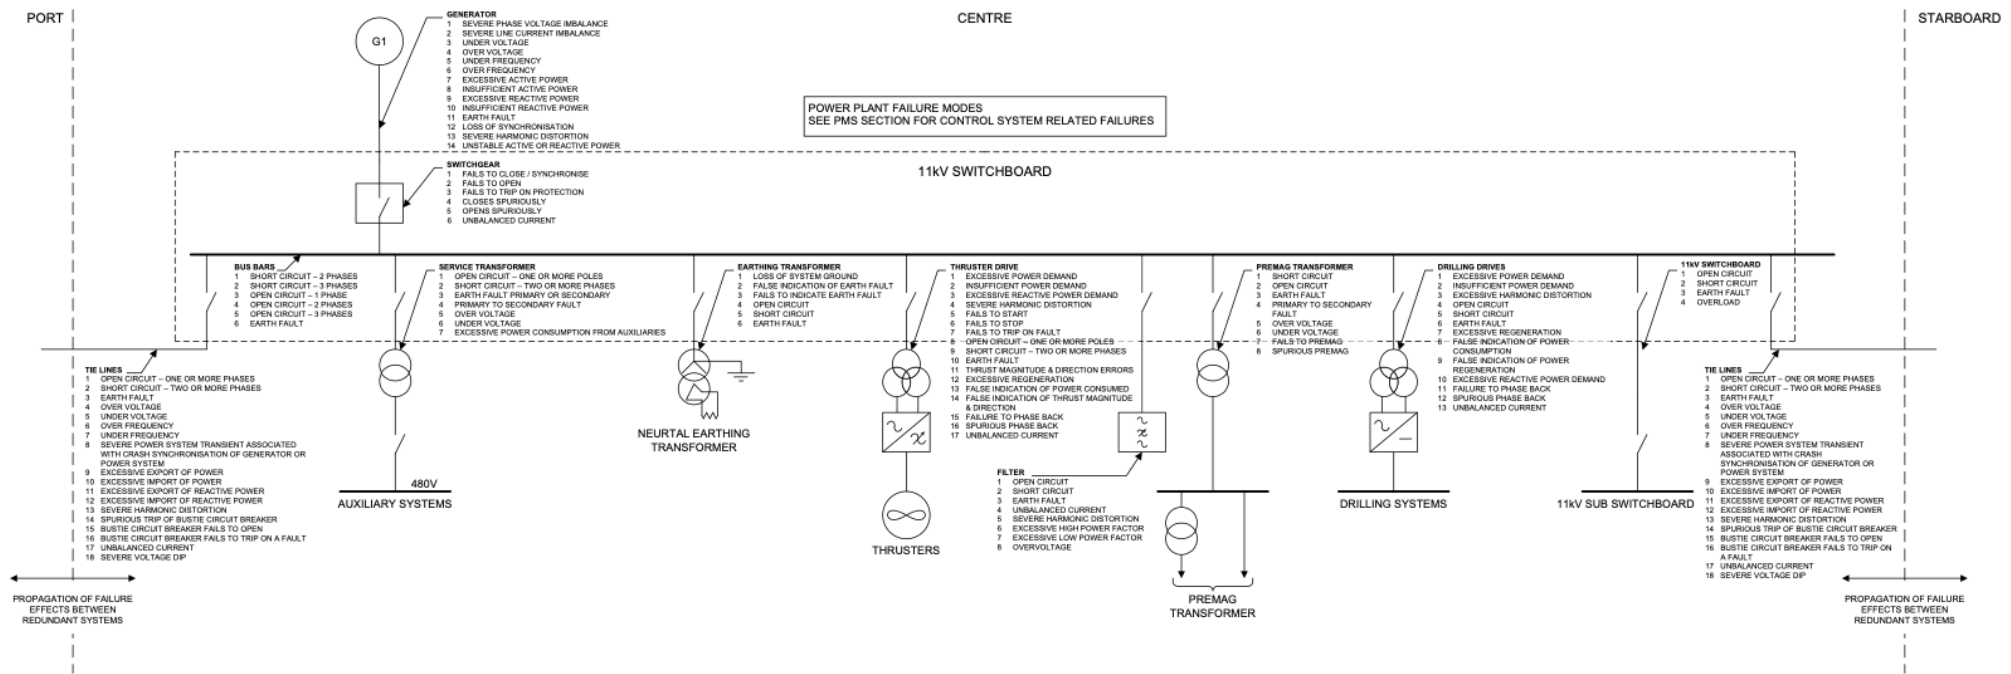 PORT
CENTRE
STARBOARD
G1
GENERATOR
1 SEVERE PHASE VOLTAGE IMBALANCE
2 SEVERE LINE CURRENT IMBALANCE
3 UNDER VOLTAGE
4 OVER VOLTAGE
5 UNDER FREQUENCY
6 OVER FREQUENCY
7 EXCESSIVE ACTIVE POWER
8 INSUFFICIENT ACTIVE POWER
9 EXCESSIVE REACTIVE POWER
10 INSUFFICIENT REACTIVE POWER
11 EARTH FAULT
12 LOSS OF SYNCHRONISATION
13 SEVERE HARMONIC DISTORTION
14 UNSTABLE ACTIVE OR REACTIVE POWER
POWER PLANT FAILURE MODES
SEE PMS SECTION FOR CONTROL SYSTEM RELATED FAILURES
SWITCHGEAR
1 FAILS TO CLOSE / SYNCHRONISE
2 FAILS TO OPEN
3 FAILS TO TRIP ON PROTECTION
4 CLOSES SPURIOUSLY
5 OPENS SPURIOUSLY
6 UNBALANCED CURRENT
11kV SWITCHBOARD
BUS BARS
1 SHORT CIRCUIT – 2 PHASES
2 SHORT CIRCUIT – 3 PHASES
3 OPEN CIRCUIT – 1 PHASE
4 OPEN CIRCUIT – 2 PHASES
5 OPEN CIRCUIT – 3 PHASES
6 EARTH FAULT
SERVICE TRANSFORMER
1 OPEN CIRCUIT – ONE OR MORE POLES
2 SHORT CIRCUIT – TWO OR MORE PHASES
3 EARTH FAULT PRIMARY OR SECONDARY
4 PRIMARY TO SECONDARY FAULT
5 OVER VOLTAGE
6 UNDER VOLTAGE
7 EXCESSIVE POWER CONSUMPTION FROM AUXILIARIES
EARTHING TRANSFORMER
1 LOSS OF SYSTEM GROUND
2 FALSE INDICATION OF EARTH FAULT
3 FAILS TO INDICATE EARTH FAULT
4 OPEN CIRCUIT
5 SHORT CIRCUIT
6 EARTH FAULT
THRUSTER DRIVE
1 EXCESSIVE POWER DEMAND
2 INSUFFICIENT POWER DEMAND
3 EXCESSIVE REACTIVE POWER DEMAND
4 SEVERE HARMONIC DISTORTION
5 FAILS TO START
6 FAILS TO STOP
7 FAILS TO TRIP ON FAULT
8 OPEN CIRCUIT – ONE OR MORE POLES
9 SHORT CIRCUIT – TWO OR MORE PHASES
10 EARTH FAULT
11 THRUST MAGNITUDE & DIRECTION ERRORS
12 EXCESSIVE REGENERATION
13 FALSE INDICATION OF POWER CONSUMED
14 FALSE INDICATION OF THRUST MAGNITUDE
& DIRECTION
15 FAILURE TO PHASE BACK
16 SPURIOUS PHASE BACK
17 UNBALANCED CURRENT
PREMAG TRANSFORMER
1 SHORT CIRCUIT
2 OPEN CIRCUIT
3 EARTH FAULT
4 PRIMARY TO SECONDARY
FAULT
5 OVER VOLTAGE
6 UNDER VOLTAGE
7 FAILS TO PREMAG
8 SPURIOUS PREMAG
DRILLING DRIVES
1 EXCESSIVE POWER DEMAND
2 INSUFFICIENT POWER DEMAND
3 EXCESSIVE HARMONIC DISTORTION
4 OPEN CIRCUIT
5 SHORT CIRCUIT
6 EARTH FAULT
7 EXCESSIVE REGENERATION
8 FALSE INDICATION OF POWER
CONSUMPTION
9 FALSE INDICATION OF POWER
REGENERATION
10 EXCESSIVE REACTIVE POWER DEMAND
11 FAILURE TO PHASE BACK
12 SPURIOUS PHASE BACK
13 UNBALANCED CURRENT
11kV SWITCHBOARD
1 OPEN CIRCUIT
2 SHORT CIRCUIT
3 EARTH FAULT
4 OVERLOAD
TIE LINES
1 OPEN CIRCUIT – ONE OR MORE PHASES
2 SHORT CIRCUIT – TWO OR MORE PHASES
3 EARTH FAULT
4 OVER VOLTAGE
5 UNDER VOLTAGE
6 OVER FREQUENCY
7 UNDER FREQUENCY
8 SEVERE POWER SYSTEM TRANSIENT ASSOCIATED
WITH CRASH SYNCHRONISATION OF GENERATOR OR
POWER SYSTEM
9 EXCESSIVE EXPORT OF POWER
10 EXCESSIVE IMPORT OF POWER
11 EXCESSIVE EXPORT OF REACTIVE POWER
12 EXCESSIVE IMPORT OF REACTIVE POWER
13 SEVERE HARMONIC DISTORTION
14 SPURIOUS TRIP OF BUSTIE CIRCUIT BREAKER
15 BUSTIE CIRCUIT BREAKER FAILS TO OPEN
16 BUSTIE CIRCUIT BREAKER FAILS TO TRIP ON A FAULT
17 UNBALANCED CURRENT
18 SEVERE VOLTAGE DIP
480V
AUXILIARY SYSTEMS
NEURTAL EARTHING
TRANSFORMER
THRUSTERS
FILTER
1 OPEN CIRCUIT
2 SHORT CIRCUIT
3 EARTH FAULT
4 UNBALANCED CURRENT
5 SEVERE HARMONIC DISTORTION
6 EXCESSIVE HIGH POWER FACTOR
7 EXCESSIVE LOW POWER FACTOR
8 OVERVOLTAGE
PREMAG
TRANSFORMER
DRILLING SYSTEMS
11kV SUB SWITCHBOARD
TIE LINES
1 OPEN CIRCUIT – ONE OR MORE PHASES
2 SHORT CIRCUIT – TWO OR MORE PHASES
3 EARTH FAULT
4 OVER VOLTAGE
5 UNDER VOLTAGE
6 OVER FREQUENCY
7 UNDER FREQUENCY
8 SEVERE POWER SYSTEM TRANSIENT
ASSOCIATED WITH CRASH
SYNCHRONISATION OF GENERATOR OR
POWER SYSTEM
9 EXCESSIVE EXPORT OF POWER
10 EXCESSIVE IMPORT OF POWER
11 EXCESSIVE EXPORT OF REACTIVE POWER
12 EXCESSIVE IMPORT OF REACTIVE POWER
13 SEVERE HARMONIC DISTORTION
14 SPURIOUS TRIP OF BUSTIE CIRCUIT BREAKER
15 BUSTIE CIRCUIT BREAKER FAILS TO OPEN
16 BUSTIE CIRCUIT BREAKER FAILS TO TRIP ON
A FAULT
17 UNBALANCED CURRENT
18 SEVERE VOLTAGE DIP
PROPAGATION OF FAILURE
EFFECTS BETWEEN
REDUNDANT SYSTEMS
PROPAGATION OF FAILURE
EFFECTS BETWEEN
REDUNDANT SYSTEMS